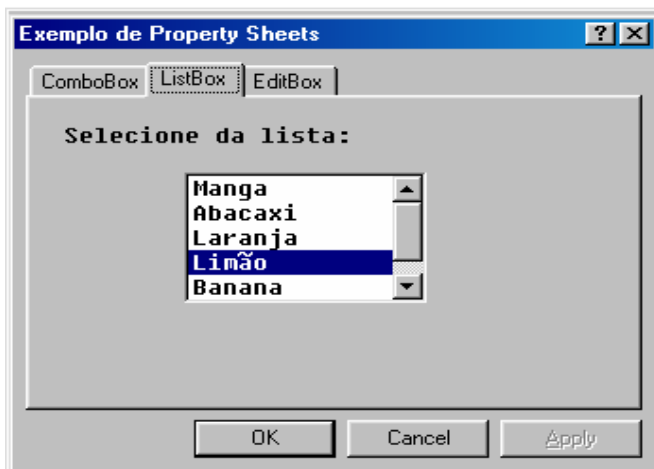 Exemplo de Property Sheets
ComboBox ListBox EditBox
Selecione da lista:
Manga
Abacaxi
Laranja
Limão
Banana
OK Cancel Apply